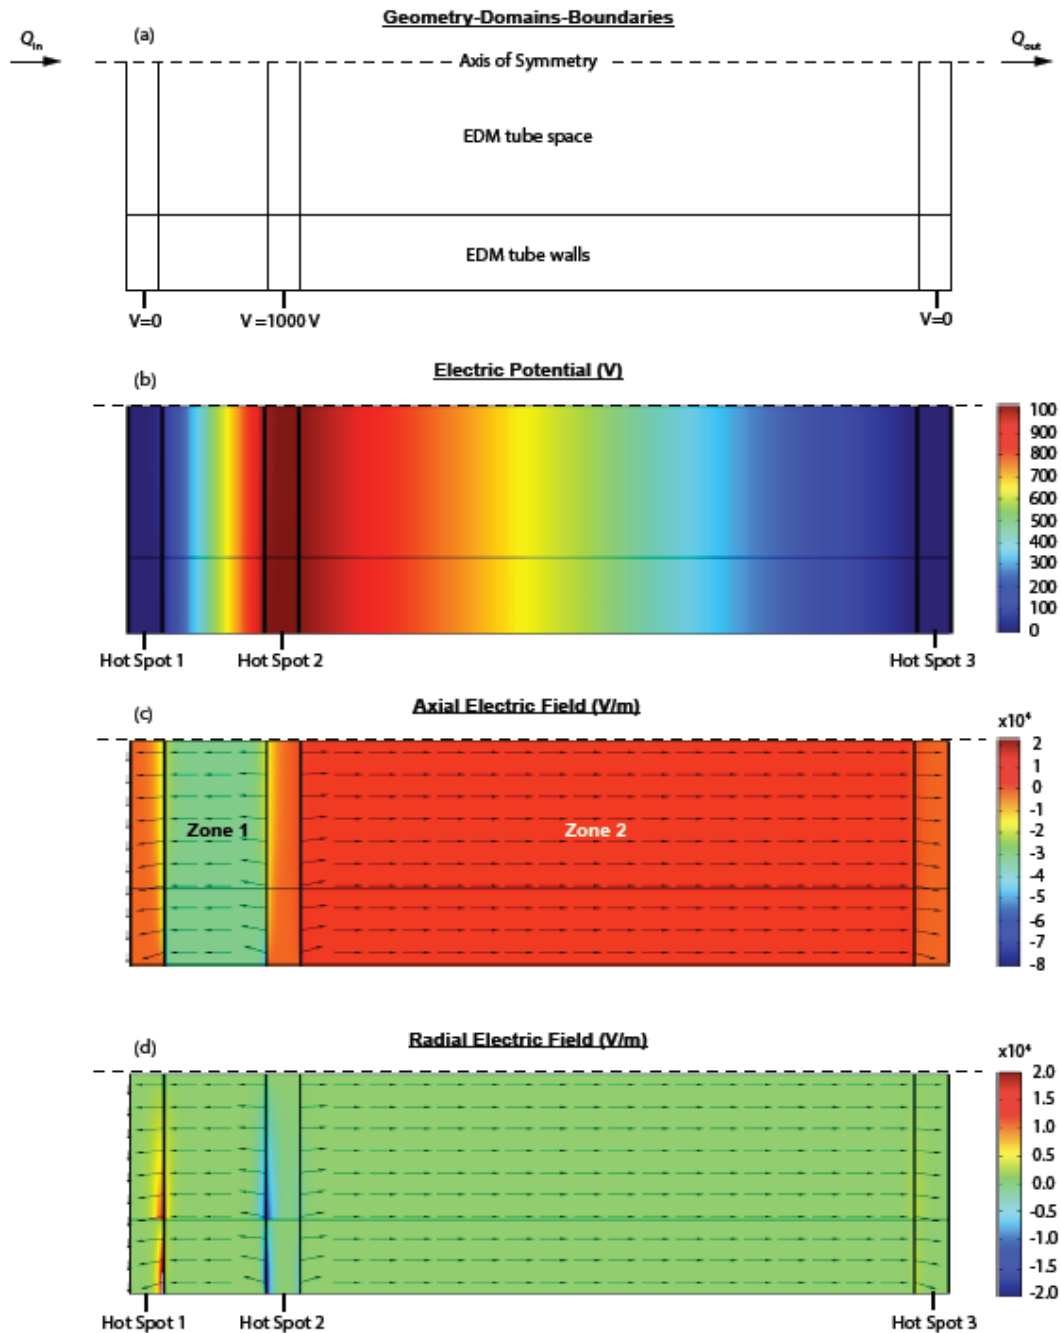 Geometry-Domains-Boundaries
(a)
Qin
Qout
Axis of Symmetry
EDM tube space
EDM tube walls
V=0
V =1000 V
V=0
Electric Potential (V)
(b)
100
900
800
700
600
500
400
300
200
100
0
Hot Spot 1
Hot Spot 2
Hot Spot 3
Axial Electric Field (V/m)
(c)
x10⁴
2
1
0
-1
-2
-3
-4
-5
-6
-7
-8
Zone 1
Zone 2
Radial Electric Field (V/m)
(d)
x10⁴
2.0
1.5
1.0
0.5
0.0
-0.5
-1.0
-1.5
-2.0
Hot Spot 1
Hot Spot 2
Hot Spot 3